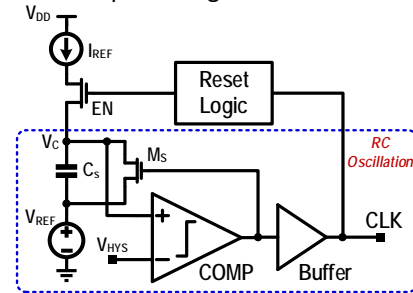 VDD
IREF
EN
Reset
Logic
VC
CS
MS
RC
Oscillation
VREF
+
−
+
−
VHYS
COMP
Buffer
CLK